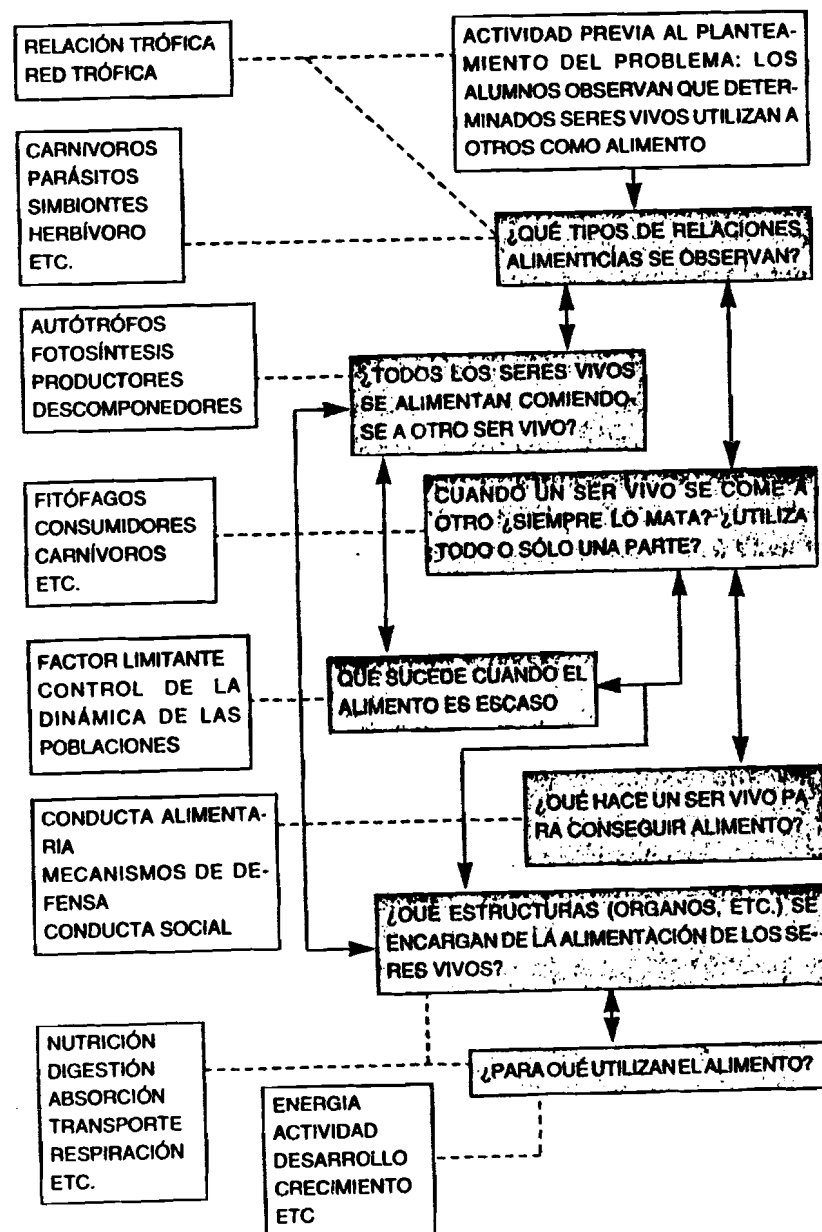 RELACIÓN TRÓFICA
RED TRÓFICA
ACTIVIDAD PREVIA AL PLANTEA-
MIENTO DEL PROBLEMA: LOS
ALUMNOS OBSERVAN QUE DETER-
MINADOS SERES VIVOS UTILIZAN A
OTROS COMO ALIMENTO
CARNIVOROS
PARÁSITOS
SIMBIONTES
HERBÍVORO
ETC.
¿QUÉ TIPOS DE RELACIONES
ALIMENTICÍAS SE OBSERVAN?
AUTÓTRÓFOS
FOTOSÍNTESIS
PRODUCTORES
DESCOMPONEDORES
¿TODOS LOS SERES VIVOS
SE ALIMENTAN COMIENDO-
SE A OTRO SER VIVO?
FITÓFAGOS
CONSUMIDORES
CARNÍVOROS
ETC.
CUANDO UN SER VIVO SE COME A
OTRO ¿SIEMPRE LO MATA? ¿UTILIZA
TODO O SÓLO UNA PARTE?
FACTOR LIMITANTE
CONTROL DE LA
DINÁMICA DE LAS
POBLACIONES
QUÉ SUCEDE CUANDO EL
ALIMENTO ES ESCASO
CONDUCTA ALIMENTA-
RIA
MECANISMOS DE DE-
FENSA
CONDUCTA SOCIAL
¿QUÉ HACE UN SER VIVO PA-
RA CONSEGUIR ALIMENTO?
¿QUÉ ESTRUCTURAS (ORGANOS, ETC.) SE
ENCARGAN DE LA ALIMENTACIÓN DE LOS SE-
RES VIVOS?
NUTRICIÓN
DIGESTIÓN
ABSORCIÓN
TRANSPORTE
RESPIRACIÓN
ETC.
¿PARA QUÉ UTILIZAN EL ALIMENTO?
ENERGIA
ACTIVIDAD
DESARROLLO
CRECIMIENTO
ETC